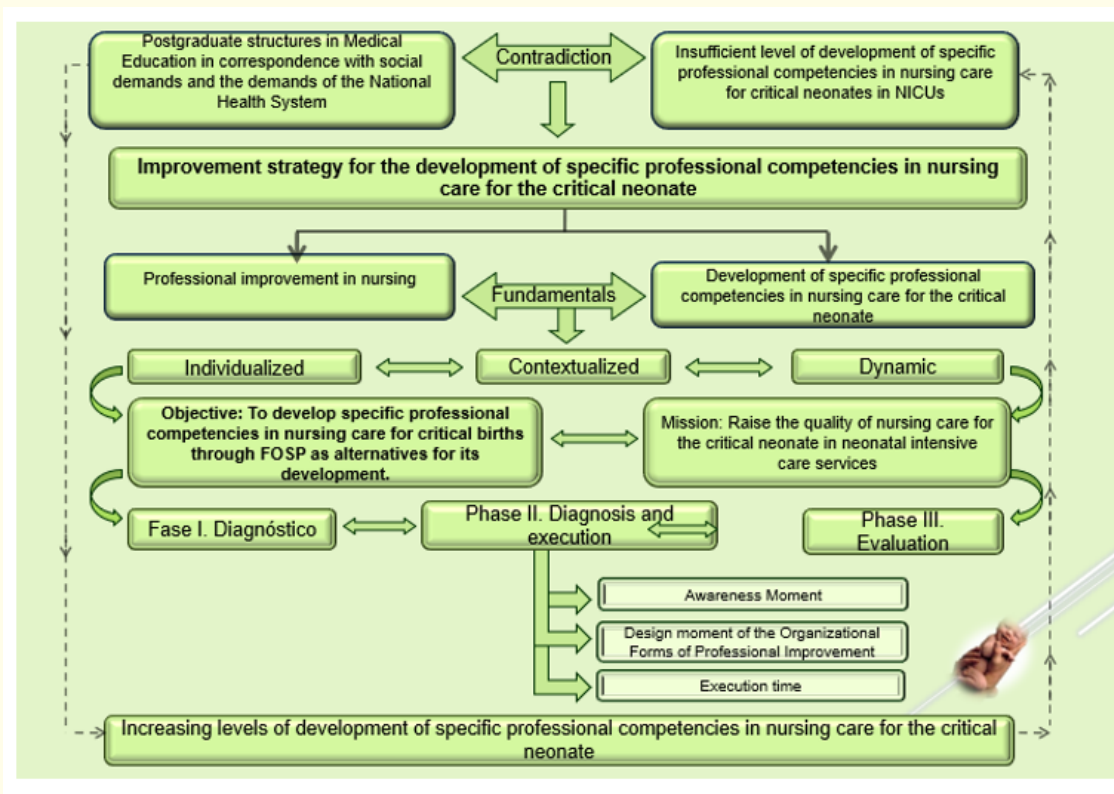 Postgraduate structures in Medical
Education in correspondence with social
demands and the demands of the National
Health System
Contradiction
Insufficient level of development of specific
professional competencies in nursing care
for critical neonates in NICUs
Improvement strategy for the development of specific professional competencies in nursing
care for the critical neonate
Professional improvement in nursing
Fundamentals
Development of specific professional
competencies in nursing care for the critical
neonate
Individualized
Contextualized
Dynamic
Objective: To develop specific professional
competencies in nursing care for critical births
through FOSP as alternatives for its
development.
Mission: Raise the quality of nursing care for
the critical neonate in neonatal intensive
care services
Fase I. Diagnóstico
Phase II. Diagnosis and
execution
Phase III.
Evaluation
Awareness Moment
Design moment of the Organizational
Forms of Professional Improvement
Execution time
Increasing levels of development of specific professional competencies in nursing care for the critical
neonate